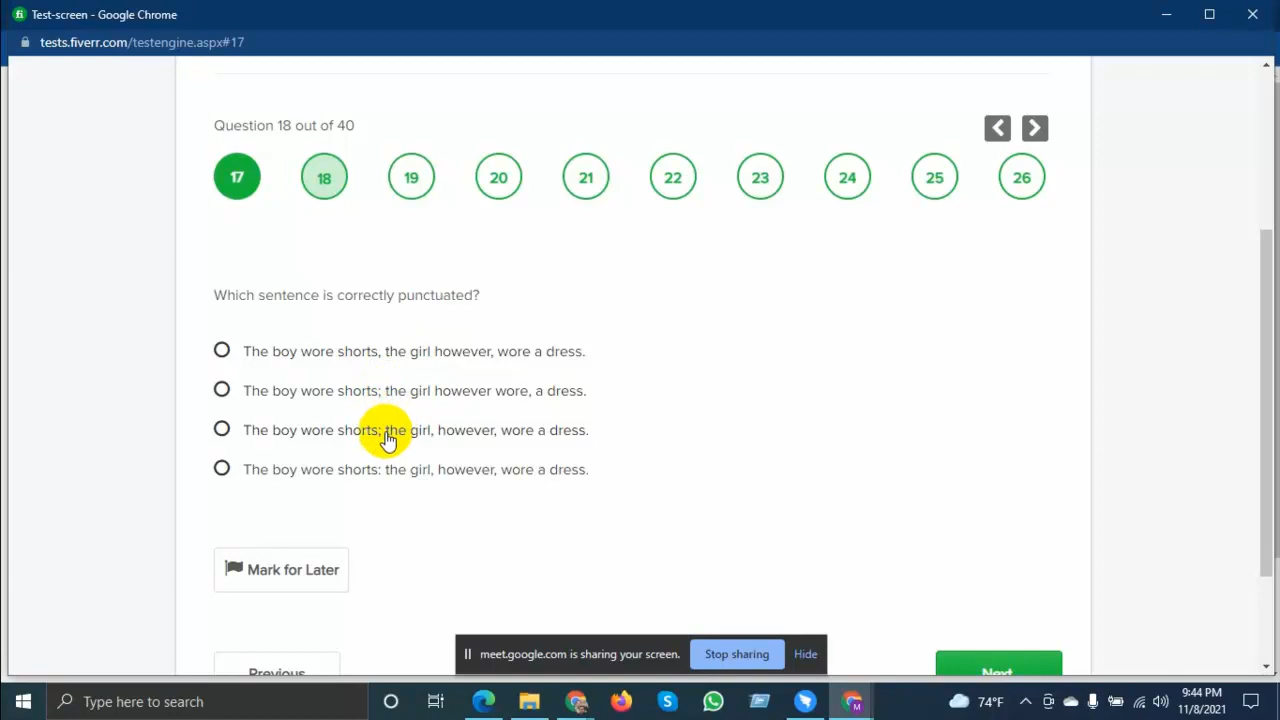 fi Test-screen - Google Chrome
tests.fiverr.com/testengine.aspx#17
Question 18 out of 40
17 18 19 20 21 22 23 24 25 26
Which sentence is correctly punctuated?
The boy wore shorts, the girl however, wore a dress.
The boy wore shorts; the girl however wore, a dress.
The boy wore shorts; the girl, however, wore a dress.
The boy wore shorts: the girl, however, wore a dress.
Mark for Later
meet.google.com is sharing your screen. Stop sharing Hide
Previous Next
Type here to search
M
74°F
9:44 PM
11/8/2021